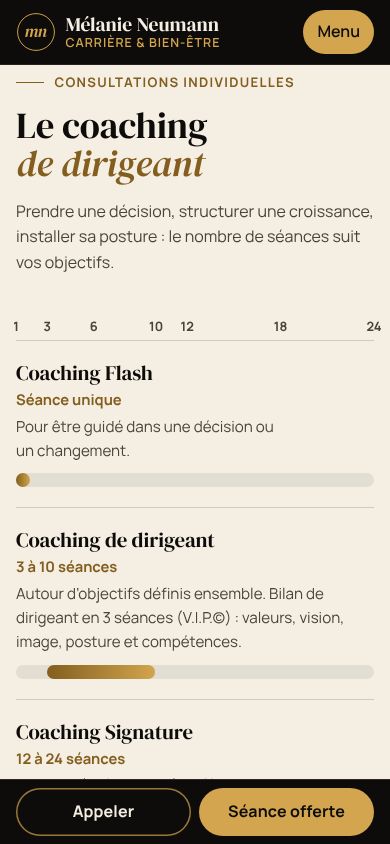 mn
Mélanie Neumann
CARRIÈRE & BIEN-ÊTRE
Menu
CONSULTATIONS INDIVIDUELLES
Le coaching
de dirigeant
Prendre une décision, structurer une croissance,
installer sa posture : le nombre de séances suit
vos objectifs.
1 3 6 10 12 18 24
Coaching Flash
Séance unique
Pour être guidé dans une décision ou
un changement.
Coaching de dirigeant
3 à 10 séances
Autour d'objectifs définis ensemble. Bilan de
dirigeant en 3 séances (V.I.P.©) : valeurs, vision,
image, posture et compétences.
Coaching Signature
12 à 24 séances
Appeler
Séance offerte